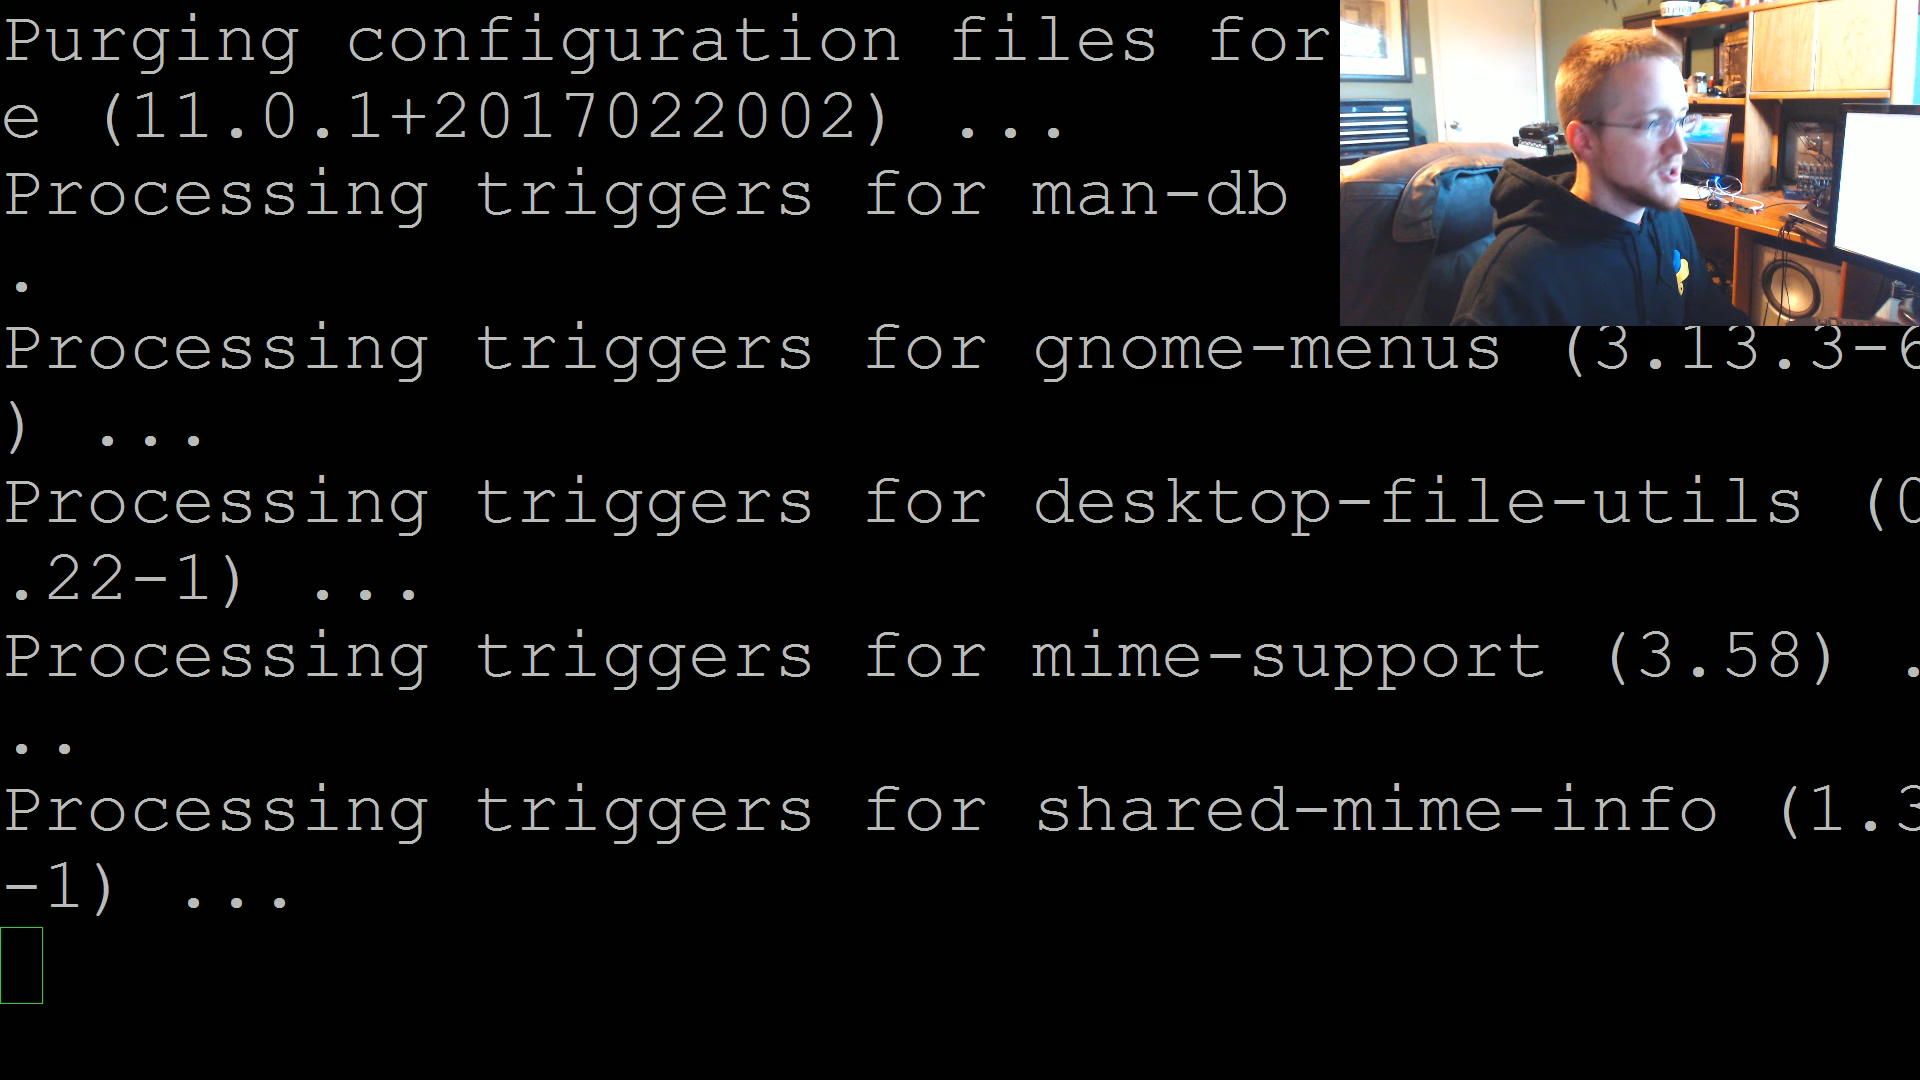 Purging configuration files for
e (11.0.1+2017022002) ...
Processing triggers for man-db
.
Processing triggers for gnome-menus (3.13.3-6
) ...
Processing triggers for desktop-file-utils (0
.22-1) ...
Processing triggers for mime-support (3.58) .
..
Processing triggers for shared-mime-info (1.3
-1) ...